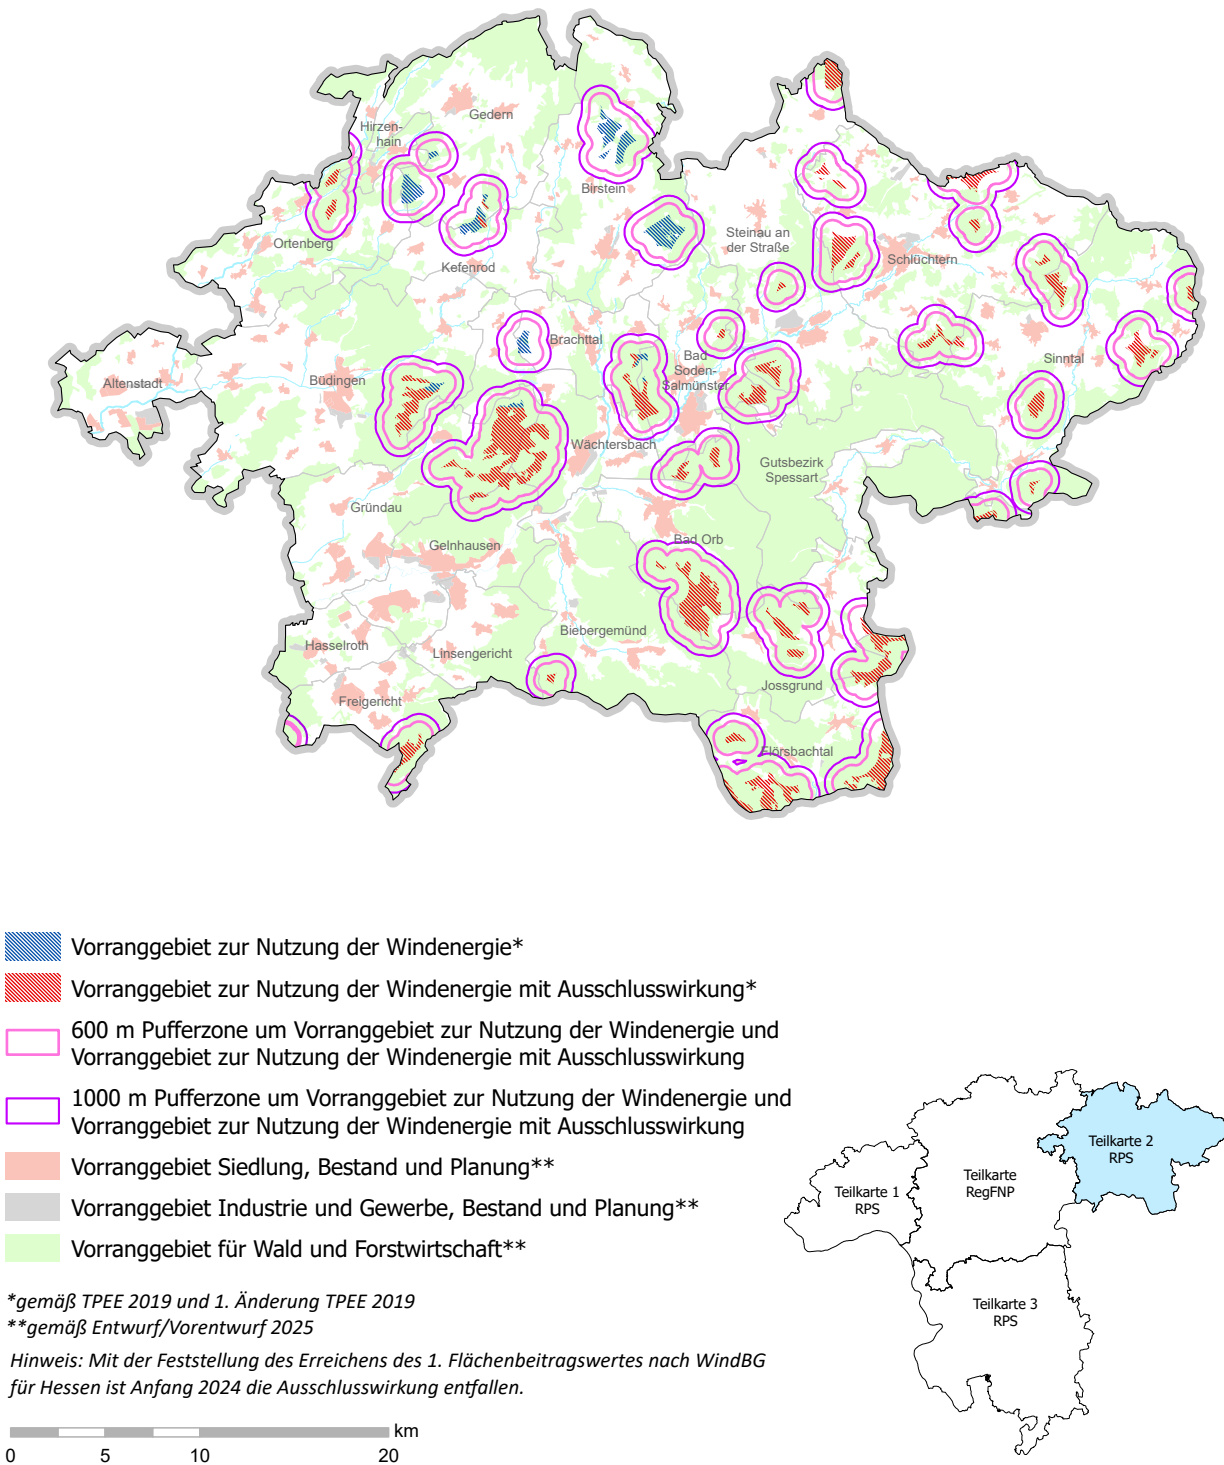 Gedern
Hirzen-
hain
Birstein
Ortenberg
Steinau an
der Straße
Schlüchtern
Kefenrod
Brachttal
Bad
Soden-
Salmünster
Sinntal
Altenstadt
Büdingen
Wächtersbach
Gutsbezirk
Spessart
Gründau
Gelnhausen
Bad Orb
Biebergemünd
Hasselroth
Linsengericht
Jossgrund
Freigericht
Flörsbachtal
Vorranggebiet zur Nutzung der Windenergie*
Vorranggebiet zur Nutzung der Windenergie mit Ausschlusswirkung*
600 m Pufferzone um Vorranggebiet zur Nutzung der Windenergie und
Vorranggebiet zur Nutzung der Windenergie mit Ausschlusswirkung
1000 m Pufferzone um Vorranggebiet zur Nutzung der Windenergie und
Vorranggebiet zur Nutzung der Windenergie mit Ausschlusswirkung
Vorranggebiet Siedlung, Bestand und Planung**
Vorranggebiet Industrie und Gewerbe, Bestand und Planung**
Vorranggebiet für Wald und Forstwirtschaft**
*gemäß TPEE 2019 und 1. Änderung TPEE 2019
**gemäß Entwurf/Vorentwurf 2025
Hinweis: Mit der Feststellung des Erreichens des 1. Flächenbeitragswertes nach WindBG
für Hessen ist Anfang 2024 die Ausschlusswirkung entfallen.
km
0 5 10 20
Teilkarte 2
RPS
Teilkarte
RegFNP
Teilkarte 1
RPS
Teilkarte 3
RPS